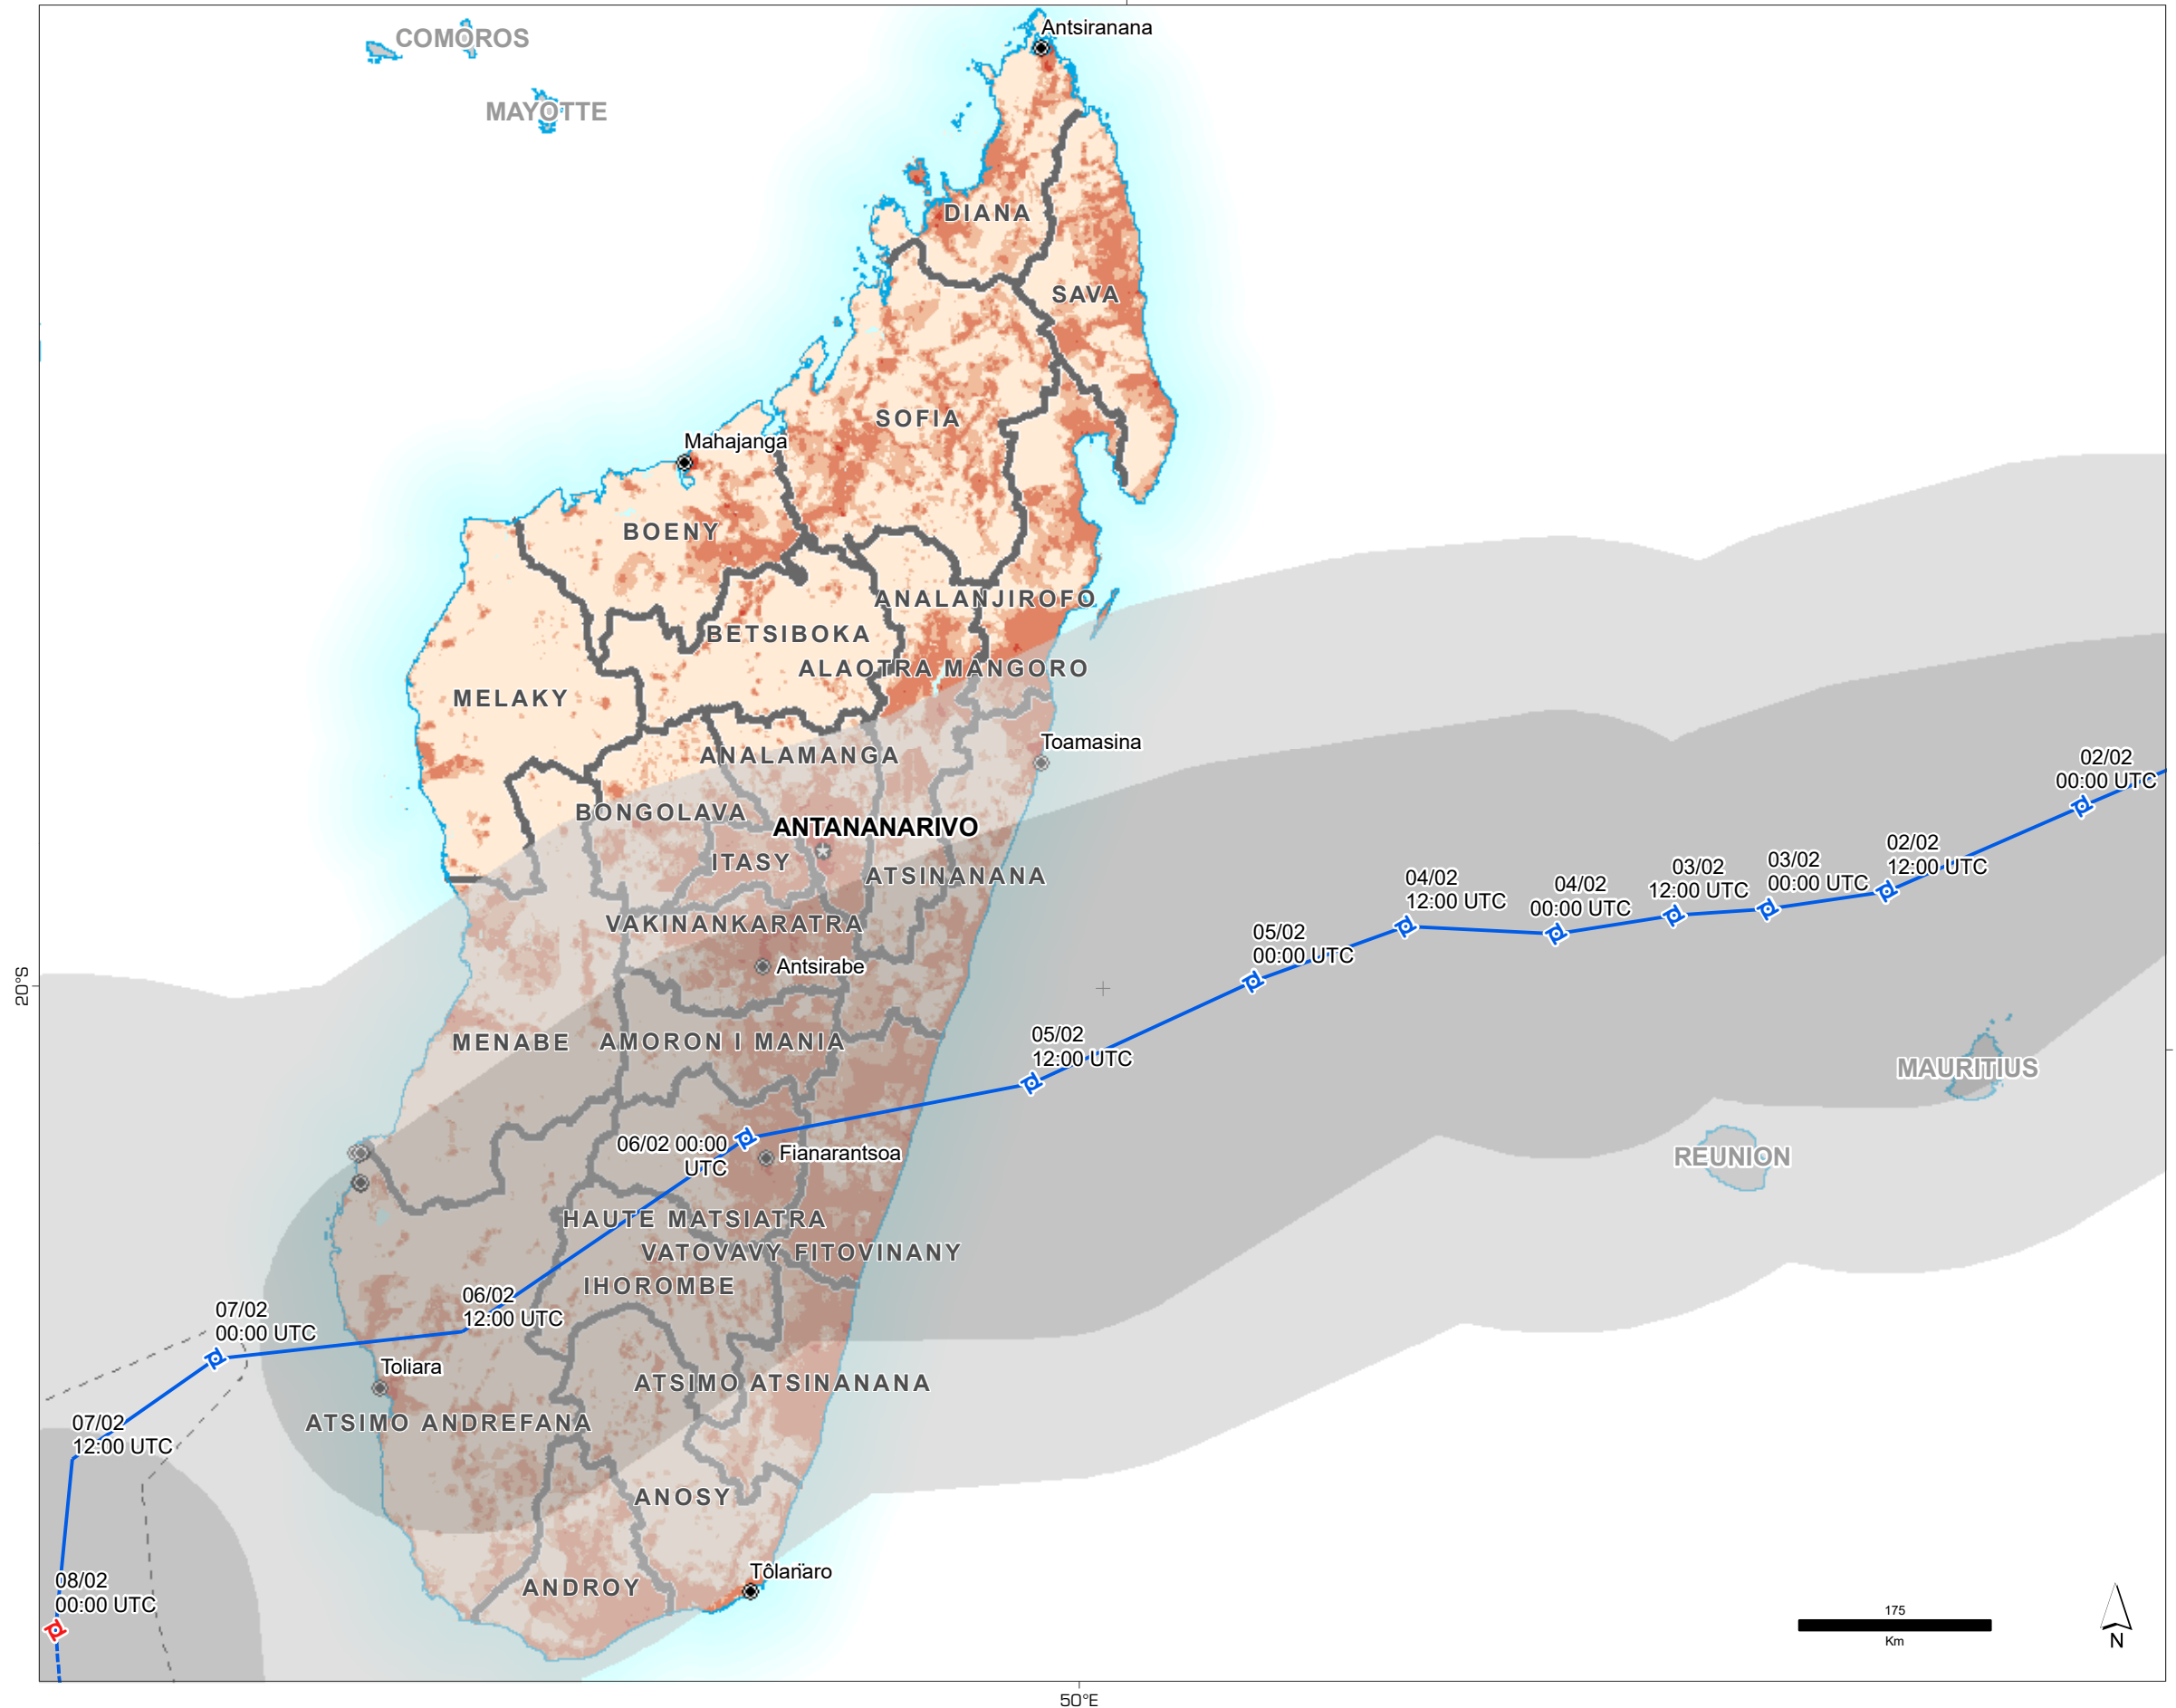 COMOROS
Antsiranana
MAYOTTE
DIANA
SAVA
SOFIA
Mahajanga
BOENY
ANALANJIROFO
BETSIBOKA
ALAOTRA MANGORO
MELAKY
ANALAMANGA
Toamasina
02/02
00:00 UTC
BONGOLAVA
ANTANANARIVO
ITASY
ATSINANANA
02/02
12:00 UTC
03/02
00:00 UTC
03/02
12:00 UTC
04/02
00:00 UTC
04/02
12:00 UTC
VAKINANKARATRA
05/02
00:00 UTC
Antsirabe
20°S
MENABE
AMORON I MANIA
05/02
12:00 UTC
MAURITIUS
06/02 00:00
UTC
Fianarantsoa
REUNION
HAUTE MATSIATRA
VATOVAVY FITOVINANY
IHOROMBE
06/02
12:00 UTC
07/02
00:00 UTC
Toliara
ATSIMO ATSINANANA
ATSIMO ANDREFANA
07/02
12:00 UTC
ANOSY
Tôlanäro
ANDROY
08/02
00:00 UTC
175
Km
N
50°E